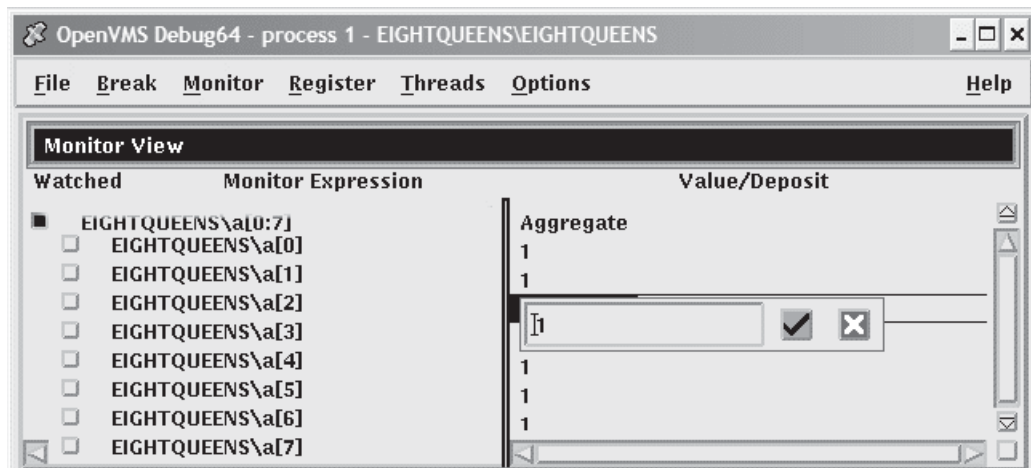 OpenVMS Debug64 - process 1 - EIGHTQUEENS\EIGHTQUEENS
File Break Monitor Register Threads Options Help
Monitor View
Watched Monitor Expression Value/Deposit
EIGHTQUEENS\a[0:7] Aggregate
EIGHTQUEENS\a[0] 1
EIGHTQUEENS\a[1] 1
EIGHTQUEENS\a[2]
EIGHTQUEENS\a[3] 1
EIGHTQUEENS\a[4] 1
EIGHTQUEENS\a[5] 1
EIGHTQUEENS\a[6] 1
EIGHTQUEENS\a[7]